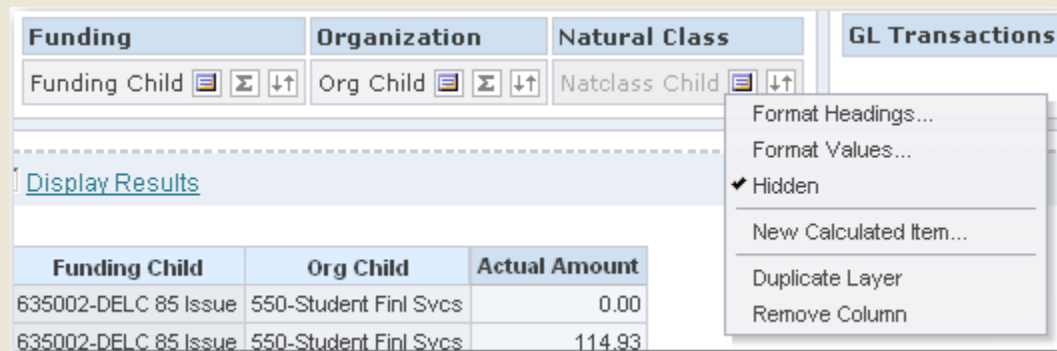 Funding Organization Natural Class GL Transactions
Funding Child Σ ↓↑ Org Child Σ ↓↑ Natclass Child ↓↑
Format Headings...
Format Values...
✔ Hidden
New Calculated Item...
Duplicate Layer
Remove Column
Display Results
Funding Child Org Child Actual Amount
635002-DELC 85 Issue 550-Student Finl Svcs 0.00
635002-DELC 85 Issue 550-Student Finl Svcs 114.93